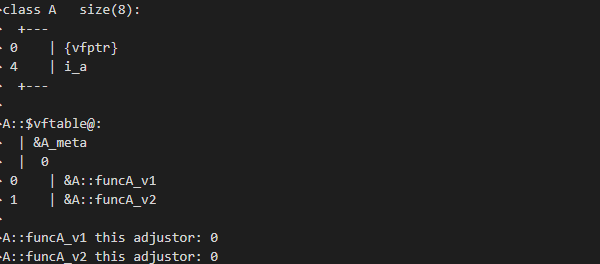 >class A   size(8):
>  +---
> 0    | {vfptr}
> 4    | i_a
>  +---
>
>A::$vftable@:
>  | &A_meta
>  |  0
> 0    | &A::funcA_v1
> 1    | &A::funcA_v2
>
>A::funcA_v1 this adjustor: 0
>A::funcA_v2 this adjustor: 0